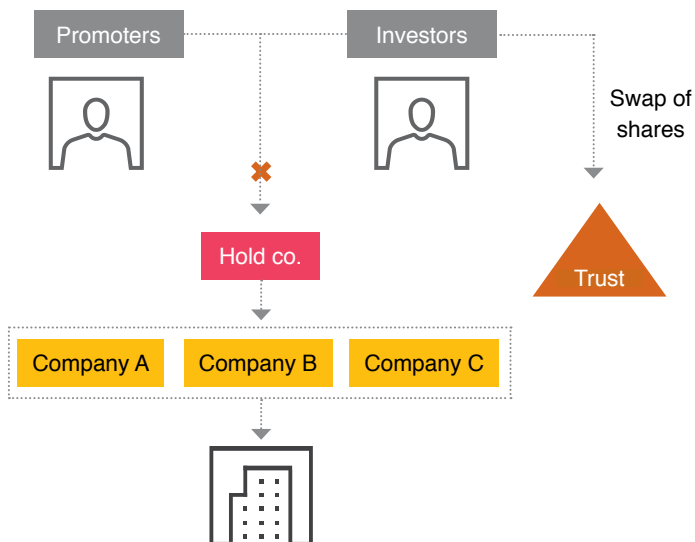 Promoters
Investors
Swap of
shares
Hold co.
Trust
Company A
Company B
Company C